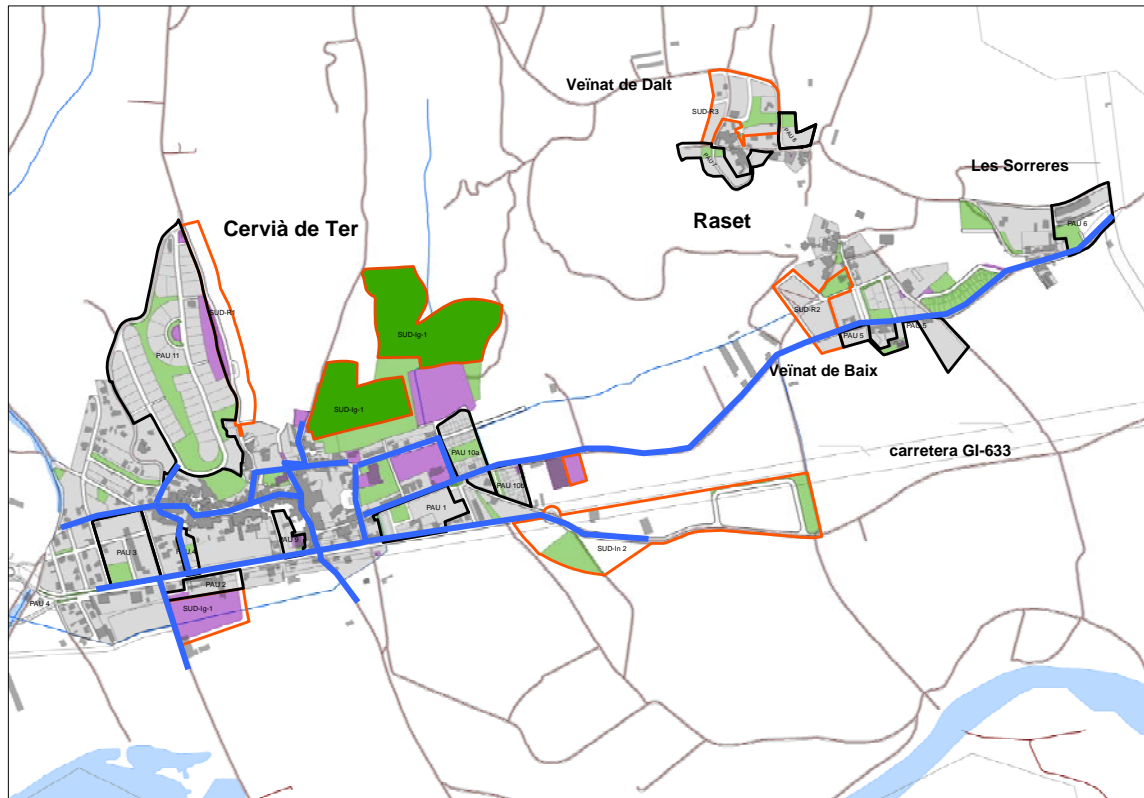 Veïnat de Dalt
SUD-R3
PAU 8
PAU 7
Les Sorreres
Cervià de Ter
Raset
PAU 6
SUD-R1
SUD-R2
SUD-Ig-1
PAU 11
PAU 5
PAU 5
Veïnat de Baix
SUD-Ig-1
carretera GI-633
PAU 10a
PAU 10b
PAU 1
PAU 9
PAU 3
PAU 4
SUD-In 2
PAU 2
PAU 4
SUD-Ig-1